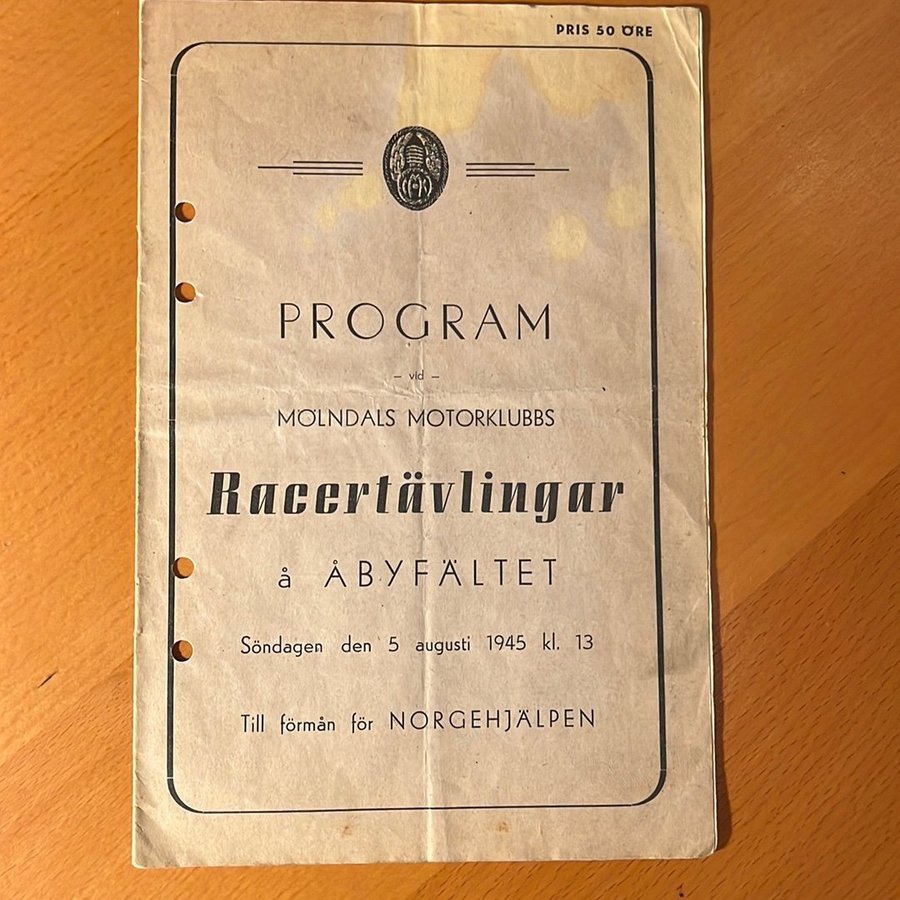 PRIS 50 ÖRE
PROGRAM
– vid –
MÖLNDALS MOTORKLUBBS
Racertävlingar
å ÅBYFÄLTET
Söndagen den 5 augusti 1945 kl. 13
Till förmån för NORGEHJÄLPEN